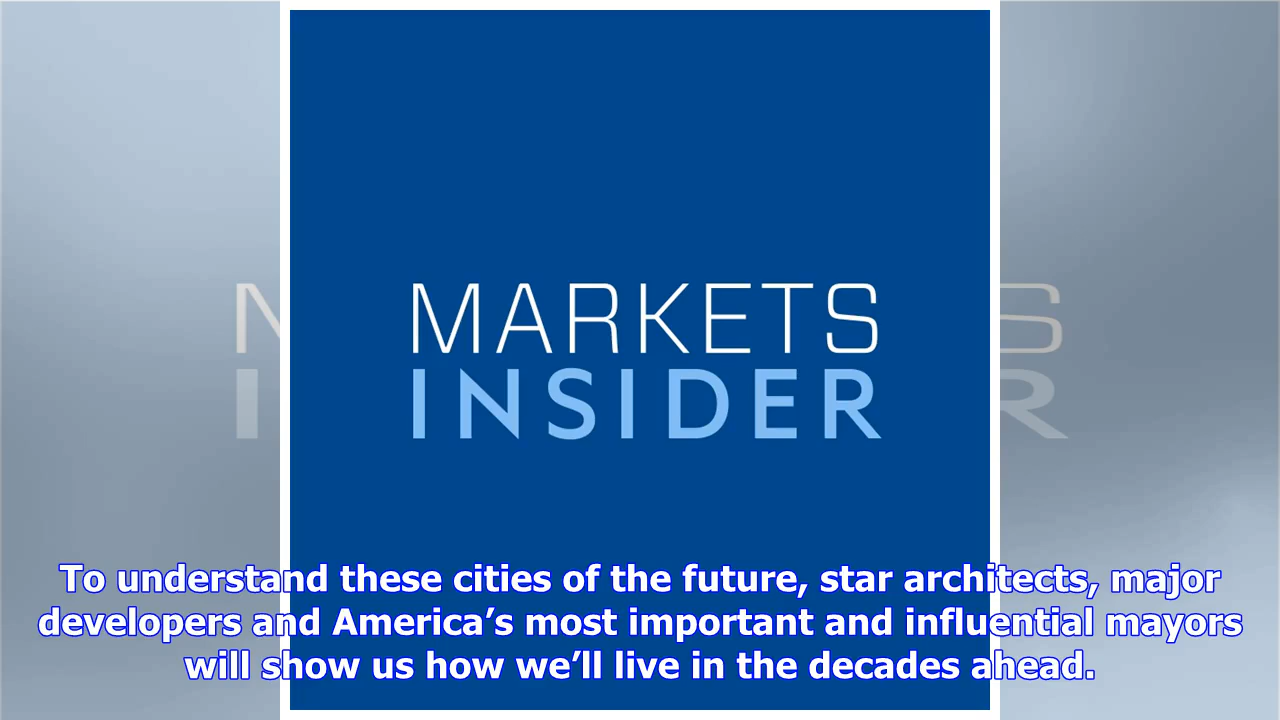 MARKETS
INSIDER
To understand these cities of the future, star architects, major
developers and America’s most important and influential mayors
will show us how we’ll live in the decades ahead.